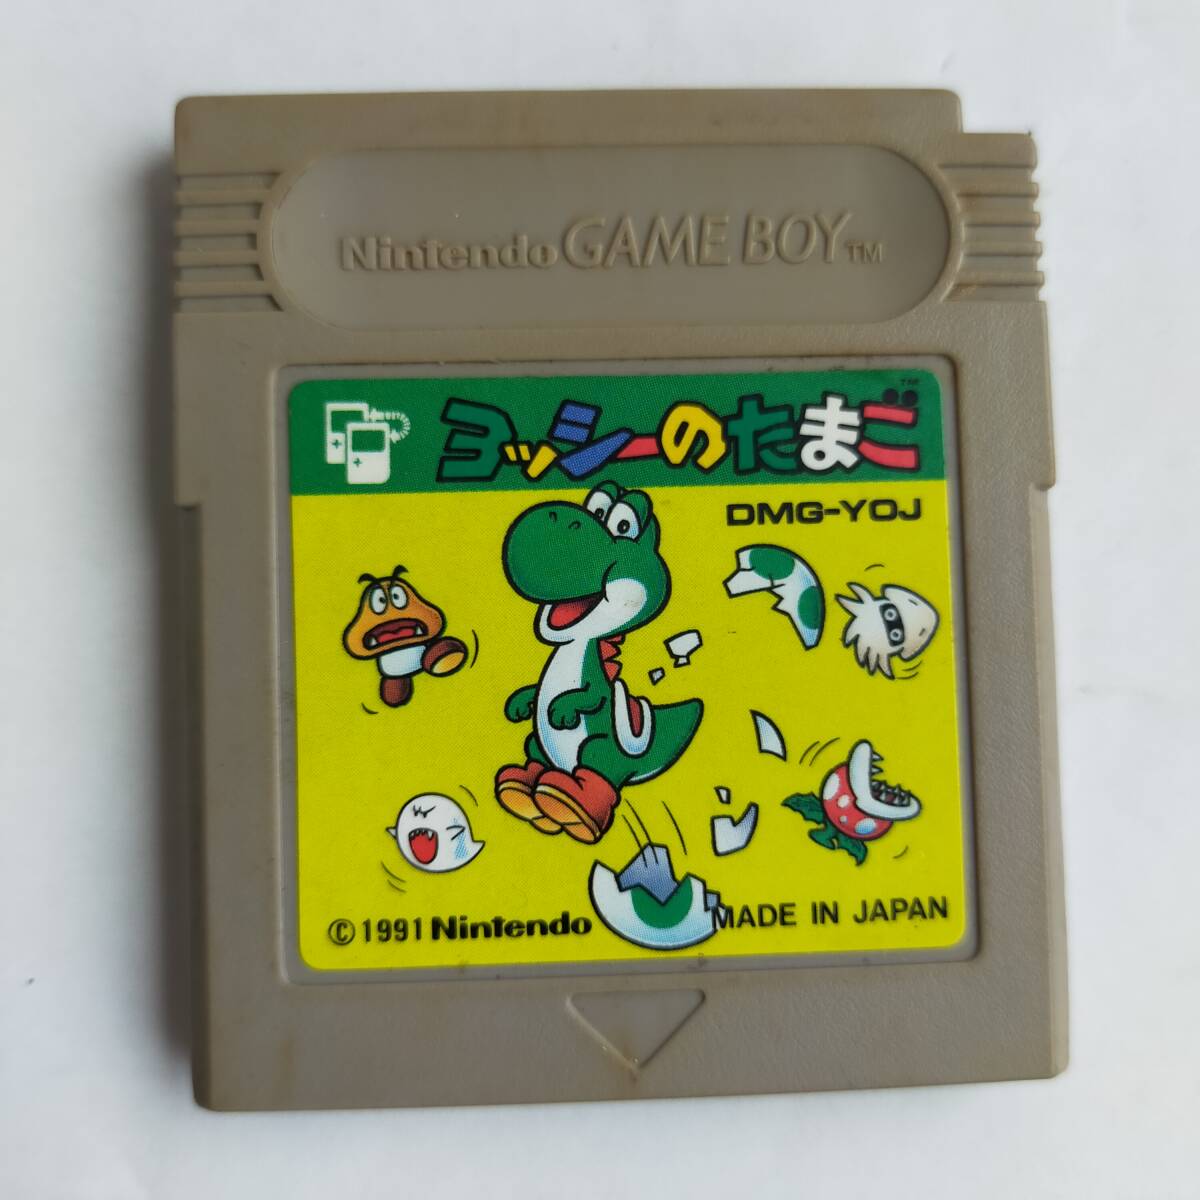 Nintendo GAME BOY TM
ヨッシーのたまご TM
DMG-YOJ
©1991 Nintendo
MADE IN JAPAN